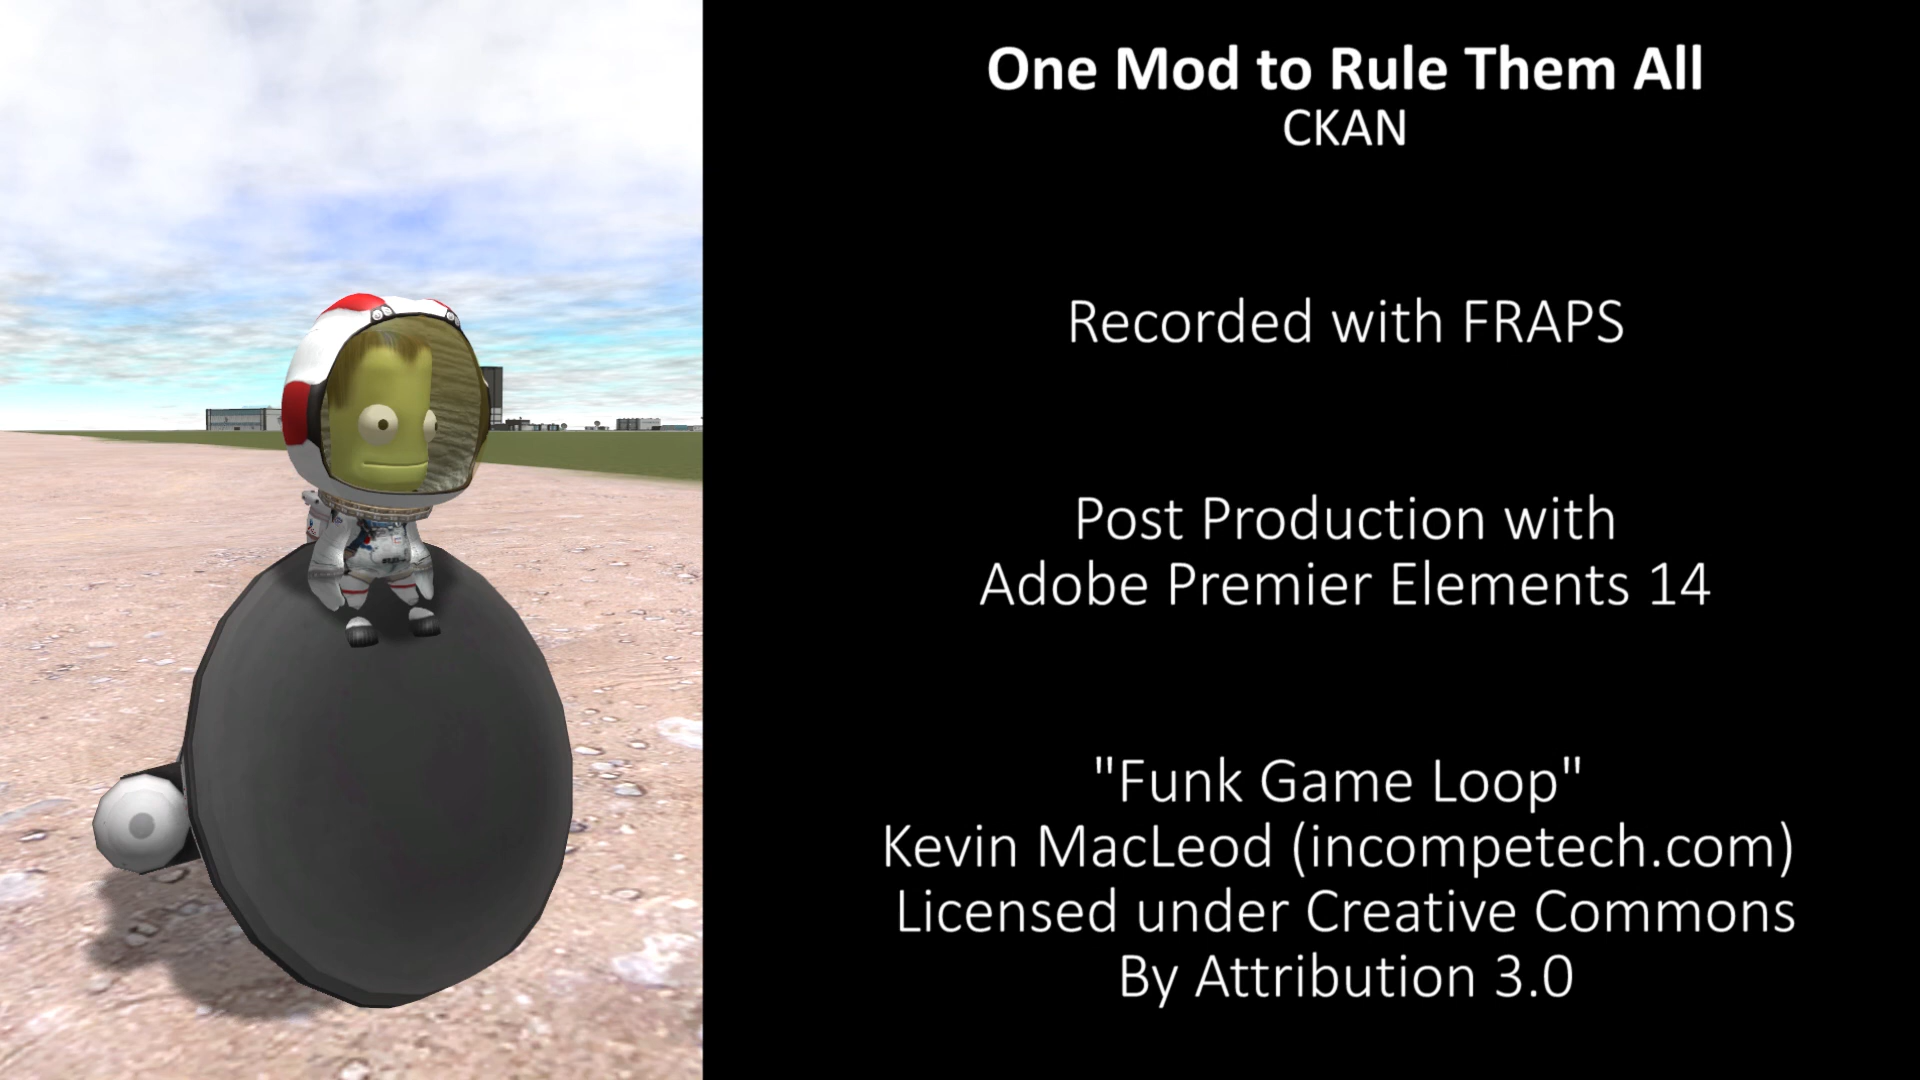 One Mod to Rule Them All
CKAN
Recorded with FRAPS
Post Production with
Adobe Premier Elements 14
"Funk Game Loop"
Kevin MacLeod (incompetech.com)
Licensed under Creative Commons
By Attribution 3.0